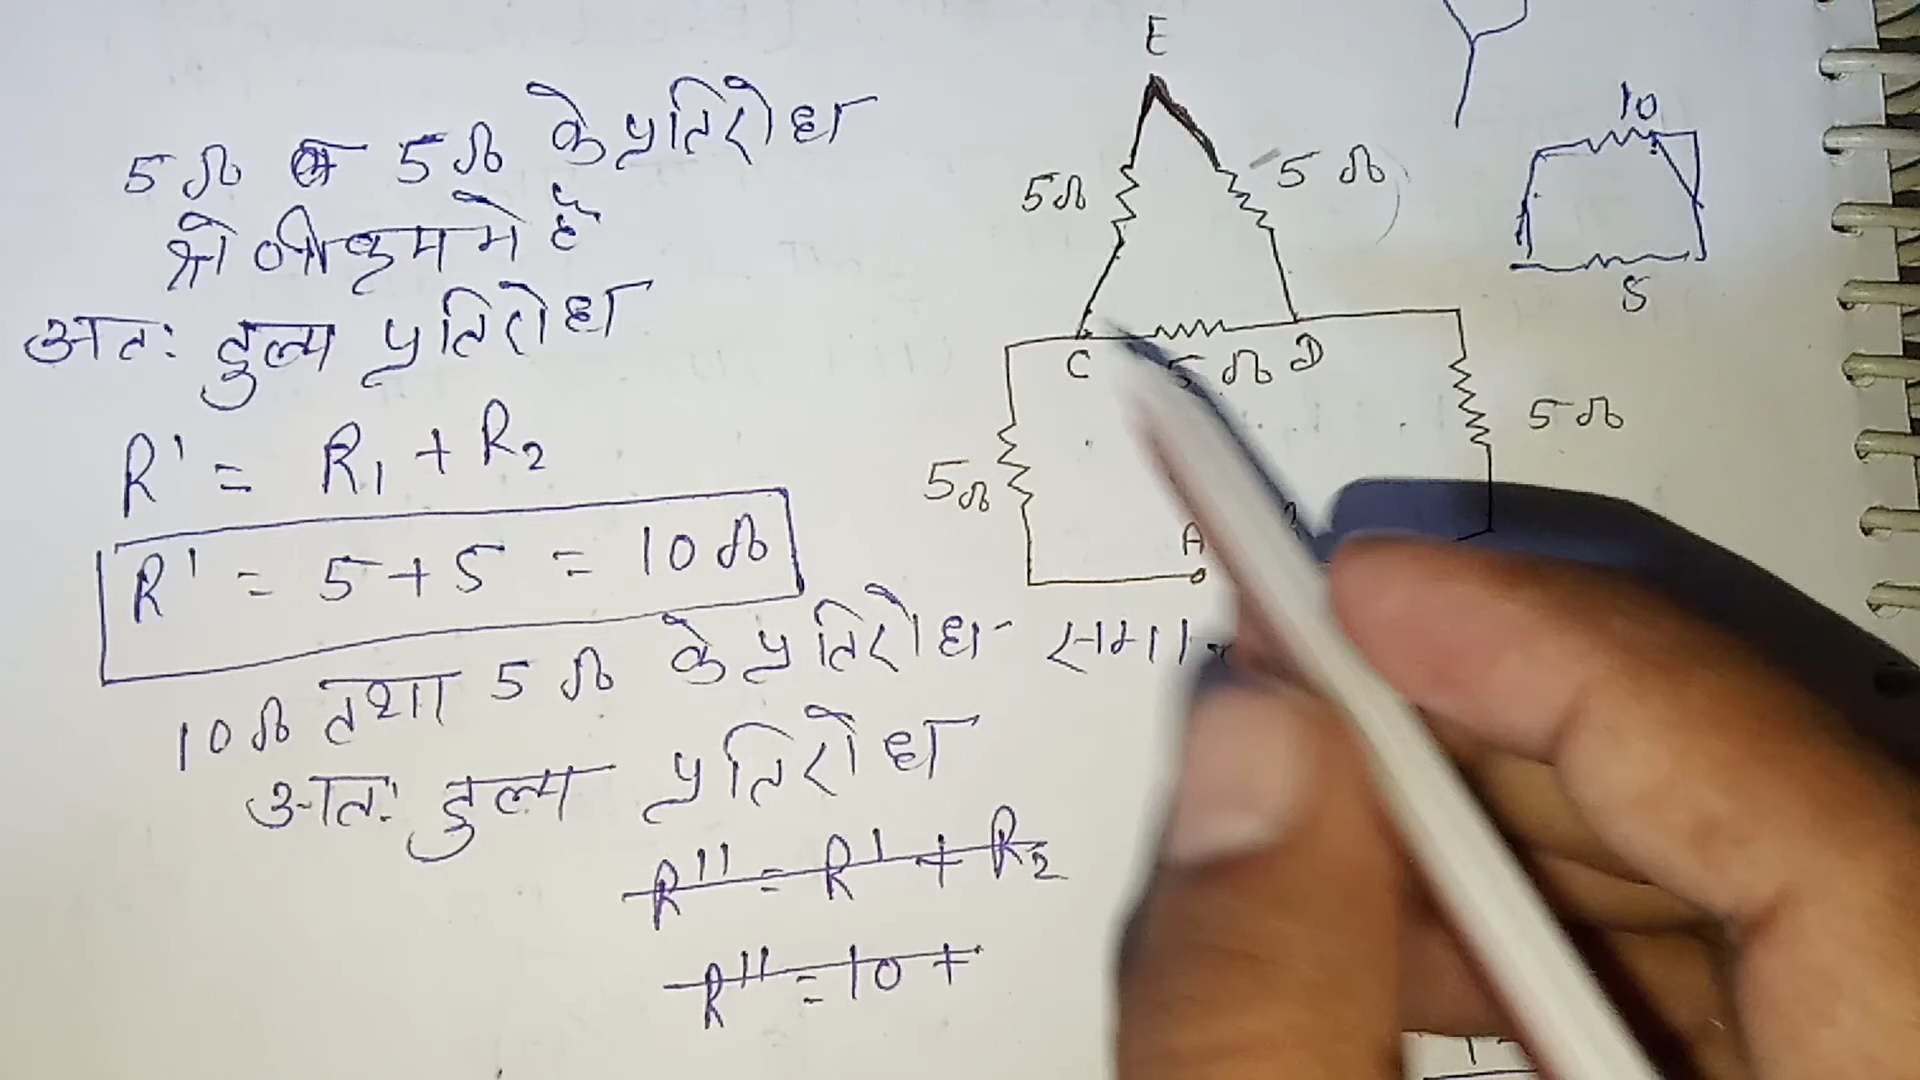 5Ω व 5Ω के प्रतिरोध
श्रेणीक्रम में हैं
अतः तुल्य प्रतिरोध
R' = R₁ + R₂
R' = 5+5 = 10Ω
10Ω तथा 5Ω के प्रतिरोध समा
अतः तुल्य प्रतिरोध
R'' = R' + R₂
R'' = 10 +
E
5Ω
5Ω
C
5Ω
D
5Ω
5Ω
A
10
5